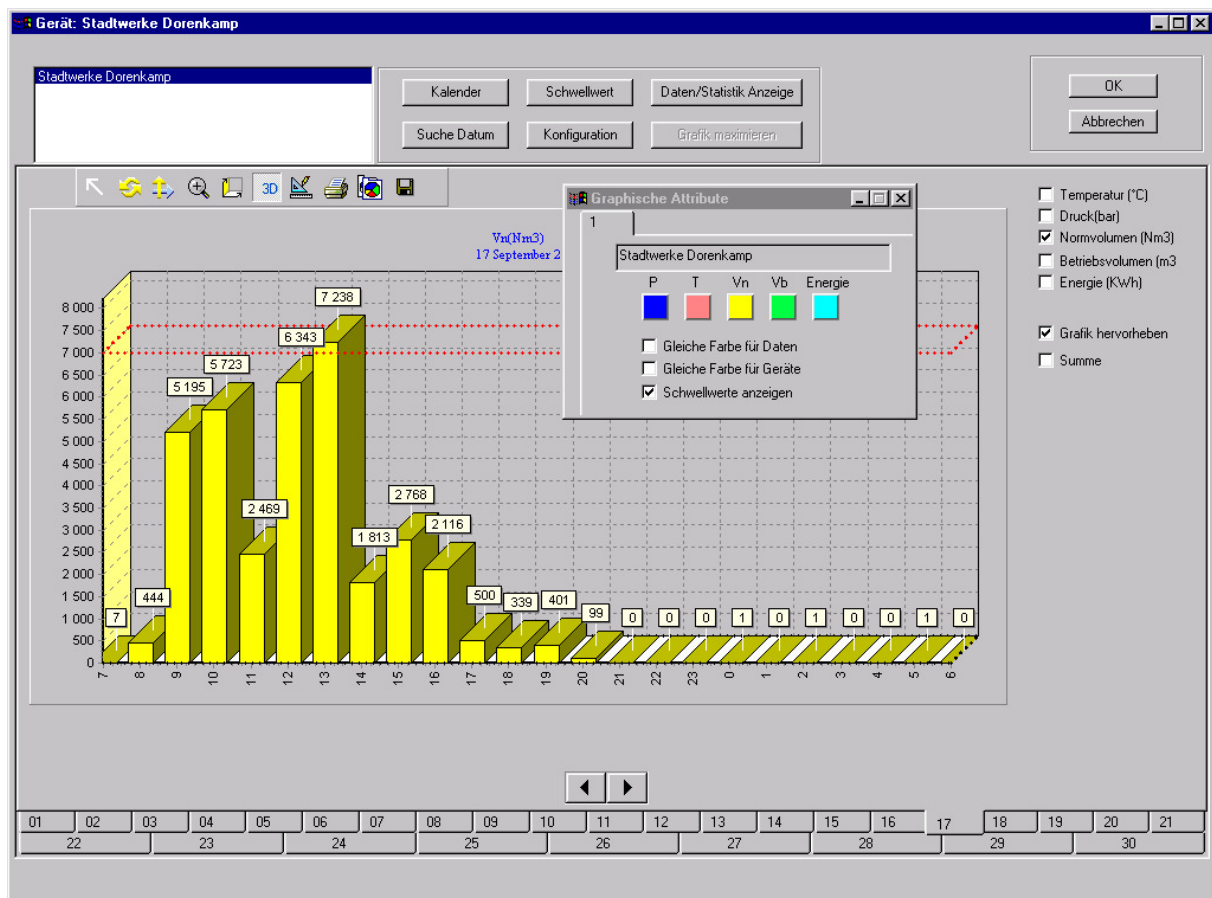 Gerät: Stadtwerke Dorenkamp
Stadtwerke Dorenkamp
Kalender
Schwellwert
Daten/Statistik Anzeige
Suche Datum
Konfiguration
Grafik maximieren
OK
Abbrechen
3D
Vn(Nm3)
17 September 2
Graphische Attribute
1
Stadtwerke Dorenkamp
P T Vn Vb Energie
Gleiche Farbe für Daten
Gleiche Farbe für Geräte
Schwellwerte anzeigen
Temperatur (°C)
Druck(bar)
Normvolumen (Nm3)
Betriebsvolumen (m3
Energie (KWh)
Grafik hervorheben
Summe
8 000
7 500
7 000
6 500
6 000
5 500
5 000
4 500
4 000
3 500
3 000
2 500
2 000
1 500
1 000
500
0
7 444 5 195 5 723 2 469 6 343 7 238 1 813 2 768 2 116 500 339 401 99 0 0 0 1 0 1 0 0 1 0
7 8 9 10 11 12 13 14 15 16 17 18 19 20 21 22 23 0 1 2 3 4 5 6
01 02 03 04 05 06 07 08 09 10 11 12 13 14 15 16 17 18 19 20 21
22 23 24 25 26 27 28 29 30